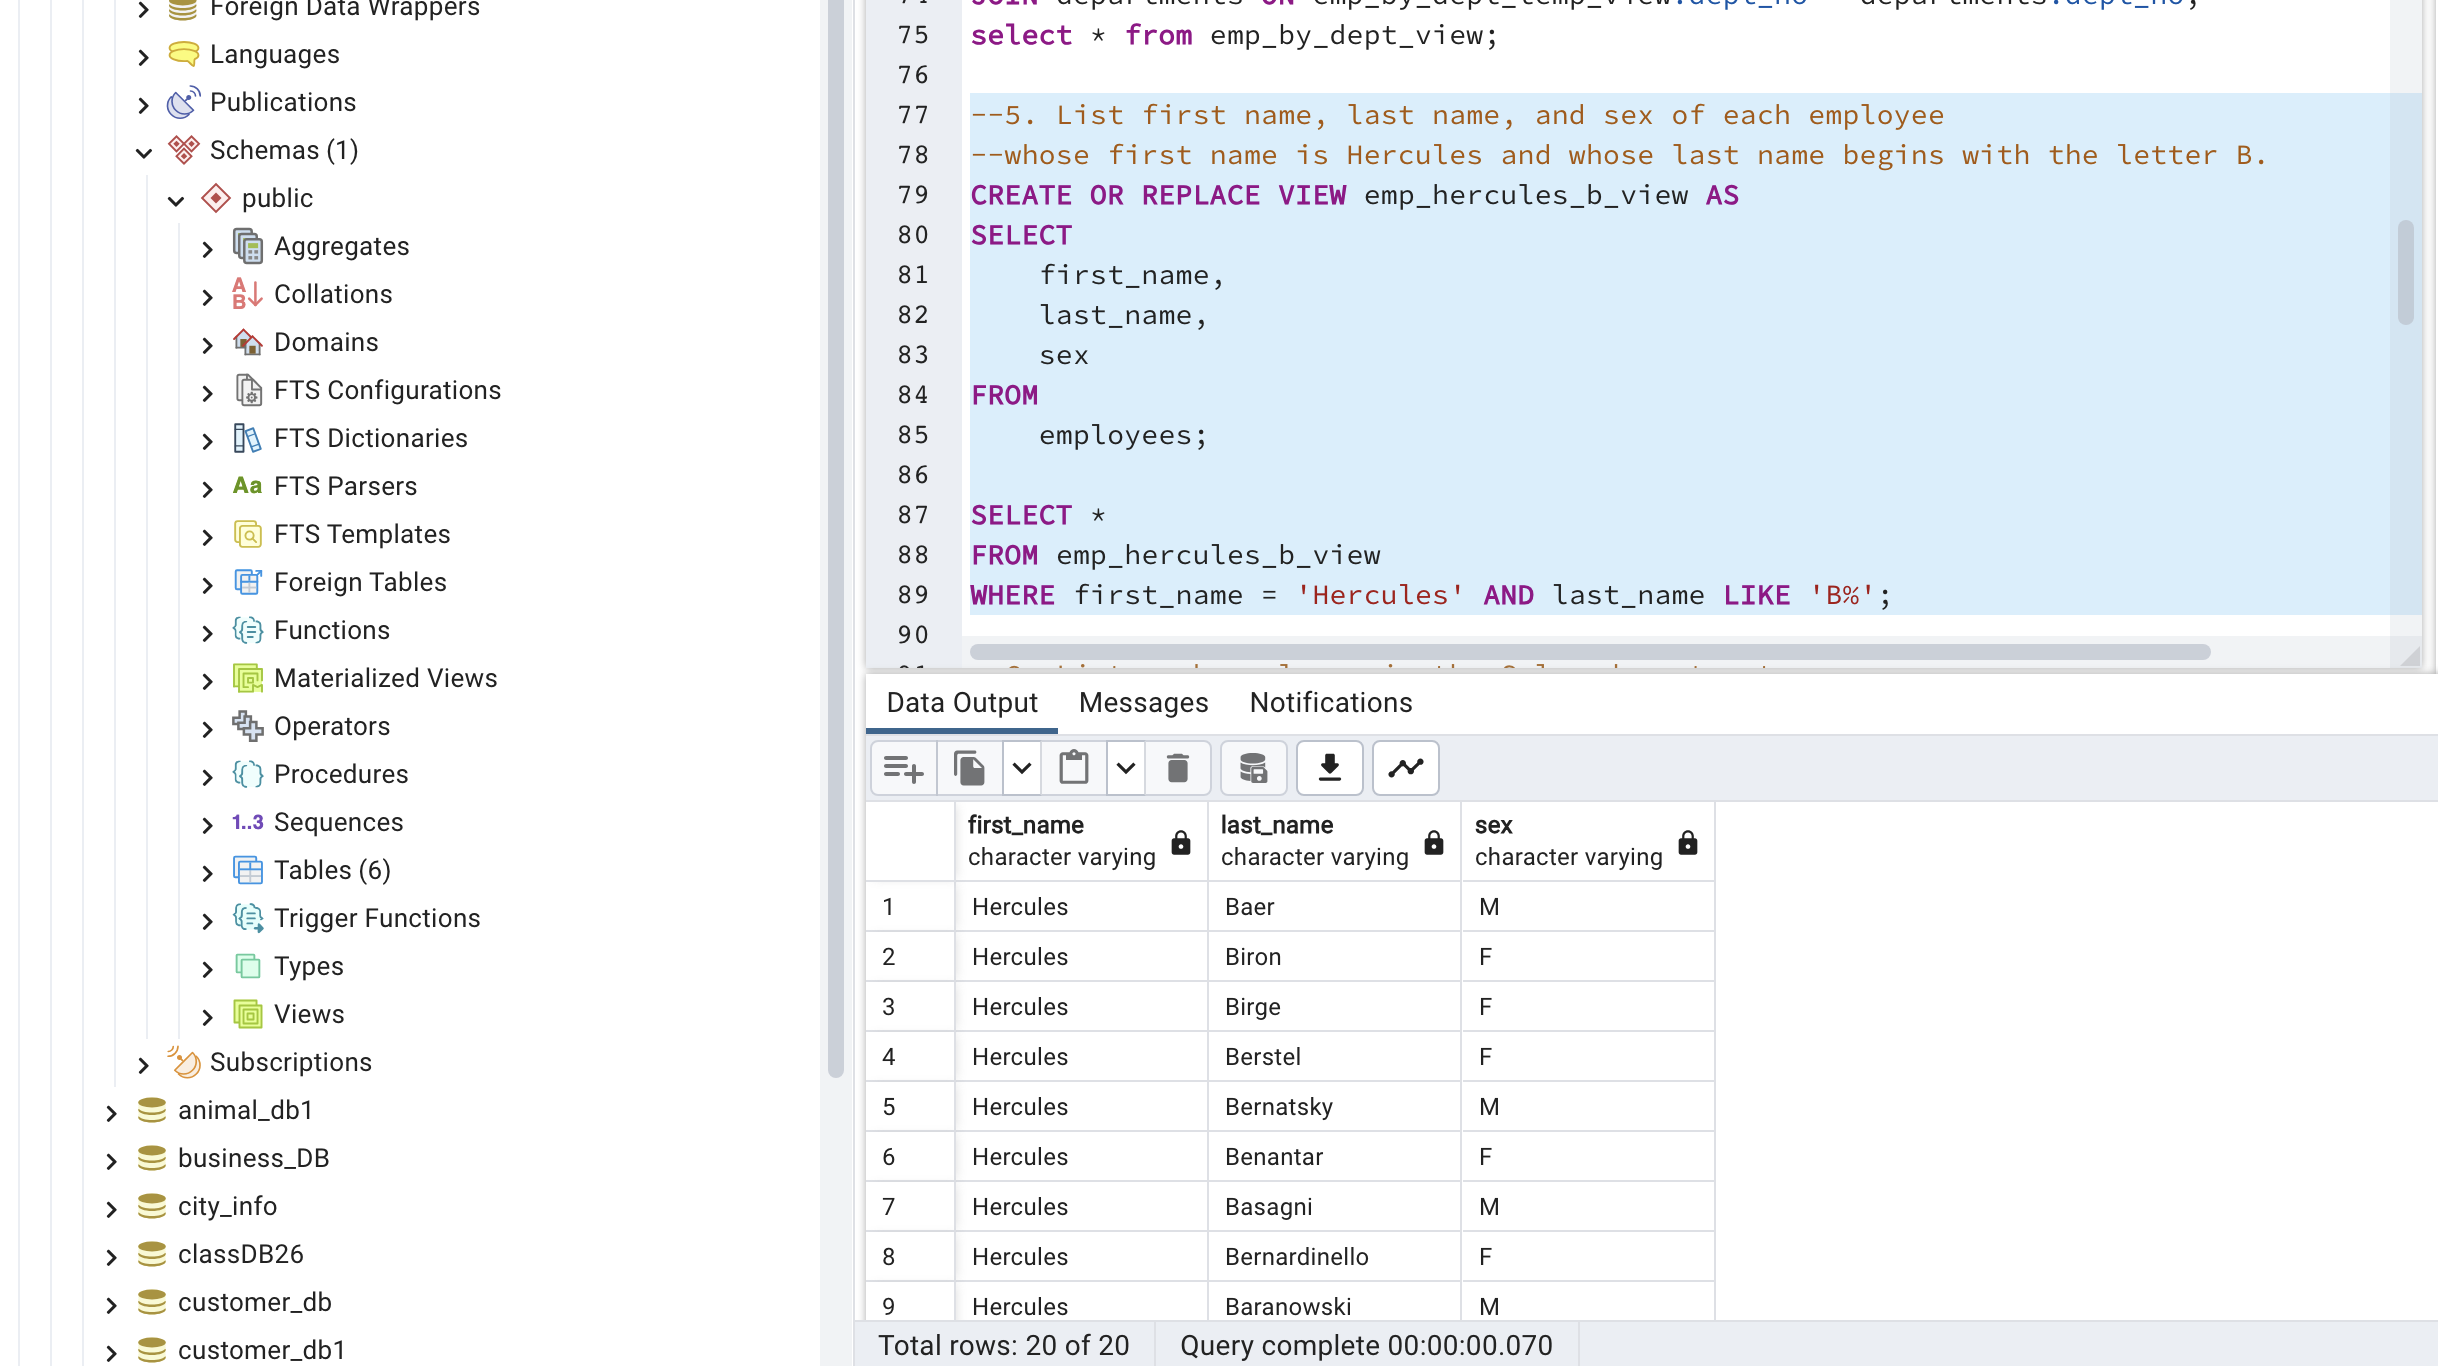 Foreign Data Wrappers
Languages
Publications
Schemas (1)
public
Aggregates
Collations
Domains
FTS Configurations
FTS Dictionaries
Aa FTS Parsers
FTS Templates
Foreign Tables
Functions
Materialized Views
Operators
Procedures
1..3 Sequences
Tables (6)
Trigger Functions
Types
Views
Subscriptions
animal_db1
business_DB
city_info
classDB26
customer_db
customer_db1
75 select * from emp_by_dept_view;
76
77 --5. List first name, last name, and sex of each employee
78 --whose first name is Hercules and whose last name begins with the letter B.
79 CREATE OR REPLACE VIEW emp_hercules_b_view AS
80 SELECT
81 first_name,
82 last_name,
83 sex
84 FROM
85 employees;
86
87 SELECT *
88 FROM emp_hercules_b_view
89 WHERE first_name = 'Hercules' AND last_name LIKE 'B%';
90
Data Output Messages Notifications
first_name last_name sex
character varying character varying character varying
1 Hercules Baer M
2 Hercules Biron F
3 Hercules Birge F
4 Hercules Berstel F
5 Hercules Bernatsky M
6 Hercules Benantar F
7 Hercules Basagni M
8 Hercules Bernardinello F
9 Hercules Baranowski M
Total rows: 20 of 20 Query complete 00:00:00.070